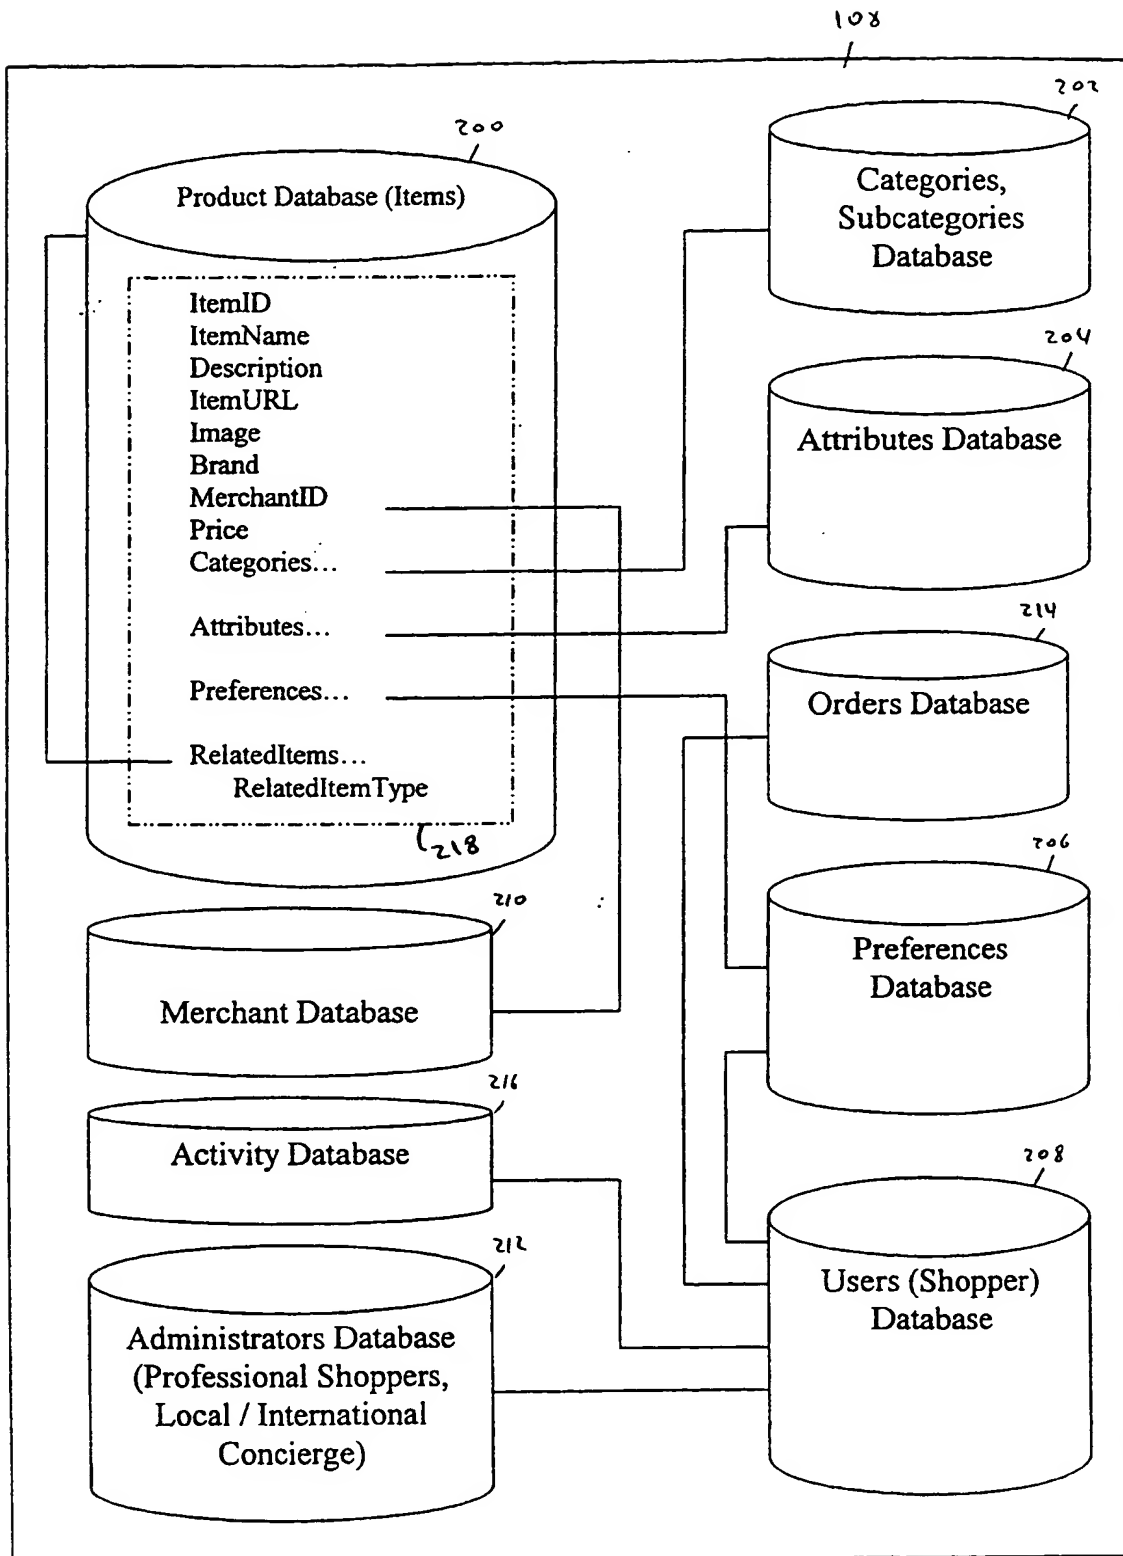 108
200
Product Database (Items)
ItemID
ItemName
Description
ItemURL
Image
Brand
MerchantID
Price
Categories...
Attributes...
Preferences...
RelatedItems...
RelatedItemType
218
202
Categories,
Subcategories
Database
204
Attributes Database
214
Orders Database
206
Preferences
Database
210
Merchant Database
216
Activity Database
212
Administrators Database
(Professional Shoppers,
Local / International
Concierge)
208
Users (Shopper)
Database